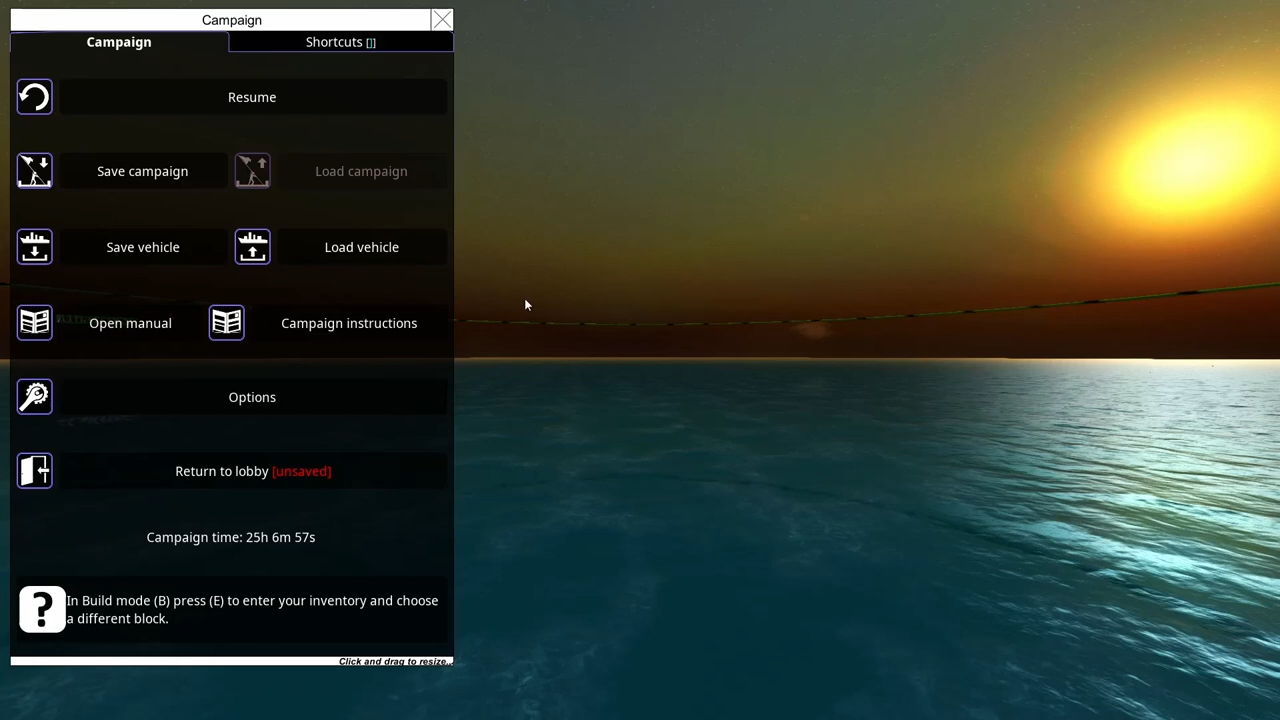 Campaign
Campaign
Shortcuts []]
Resume
Save campaign
Load campaign
Save vehicle
Load vehicle
Open manual
Campaign instructions
Options
Return to lobby [unsaved]
Campaign time: 25h 6m 57s
In Build mode (B) press (E) to enter your inventory and choose
a different block.
Click and drag to resize..